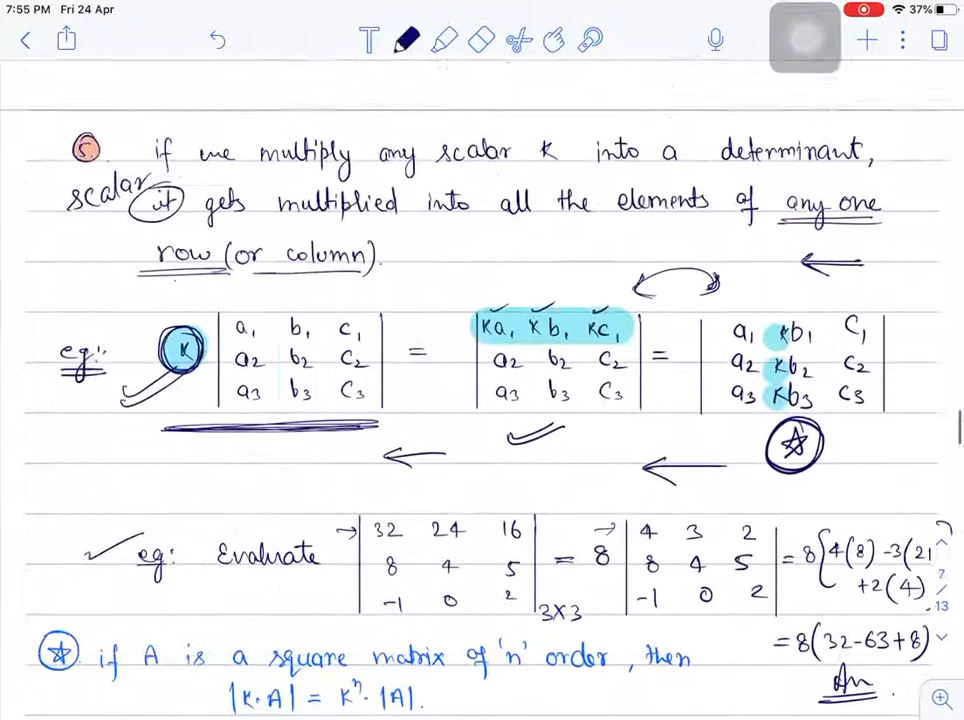 7:55 PM Fri 24 Apr
37%
5. if we multiply any scalar K into a determinant,
scalar it gets multiplied into all the elements of any one
row (or column).
eg:- K | a₁ b₁ c₁ | = | Ka₁ Kb₁ Kc₁ | = | a₁ Kb₁ C₁ |
| a₂ b₂ c₂ | | a₂ b₂ c₂ | | a₂ Kb₂ c₂ |
| a₃ b₃ c₃ | | a₃ b₃ c₃ | | a₃ Kb₃ c₃ |
eg: Evaluate | 32 24 16 | = 8 | 4 3 2 | = 8{4(8) -3(21
| 8 4 5 | | 8 4 5 | +2(4)
| -1 0 2 | 3x3 | -1 0 2 |
= 8(32-63+8)
Ans
if A is a square matrix of 'n' order, then
|K·A| = Kⁿ·|A|.
7
/
13